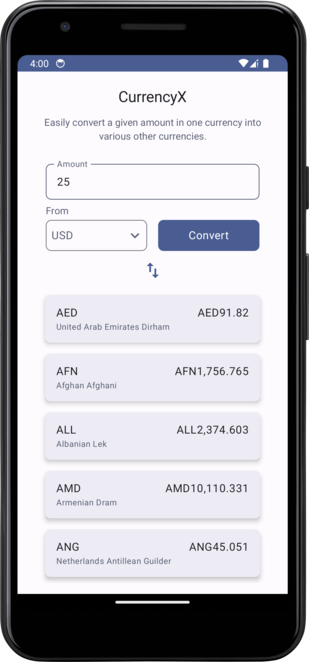 4:00
CurrencyX
Easily convert a given amount in one currency into
various other currencies.
Amount
25
From
USD
Convert
AED AED91.82
United Arab Emirates Dirham
AFN AFN1,756.765
Afghan Afghani
ALL ALL2,374.603
Albanian Lek
AMD AMD10,110.331
Armenian Dram
ANG ANG45.051
Netherlands Antillean Guilder